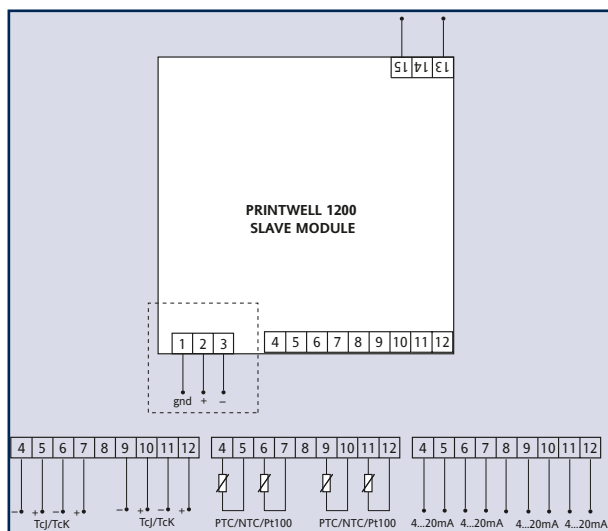 15 14 13
PRINTWELL 1200
SLAVE MODULE
1 2 3
4 5 6 7 8 9 10 11 12
gnd + –
4 5 6 7 8 9 10 11 12
4 5 6 7 8 9 10 11 12
4 5 6 7 8 9 10 11 12
– + – + – + – +
TcJ/TcK TcJ/TcK PTC/NTC/Pt100 PTC/NTC/Pt100 4...20mA 4...20mA 4...20mA 4...20mA